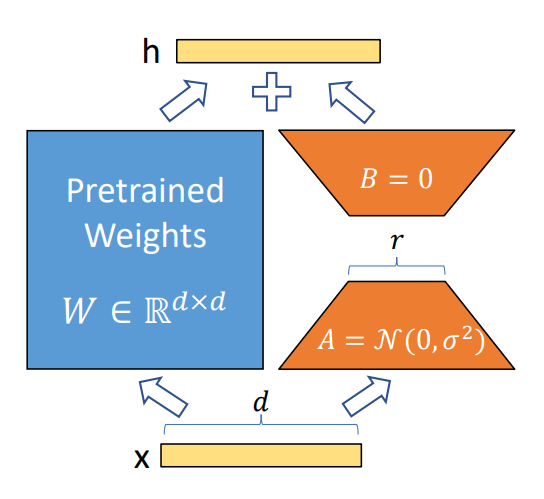 h
Pretrained
Weights
W ∈ ℝ^{d×d}
B = 0
r
A = 𝒩(0, σ²)
d
x